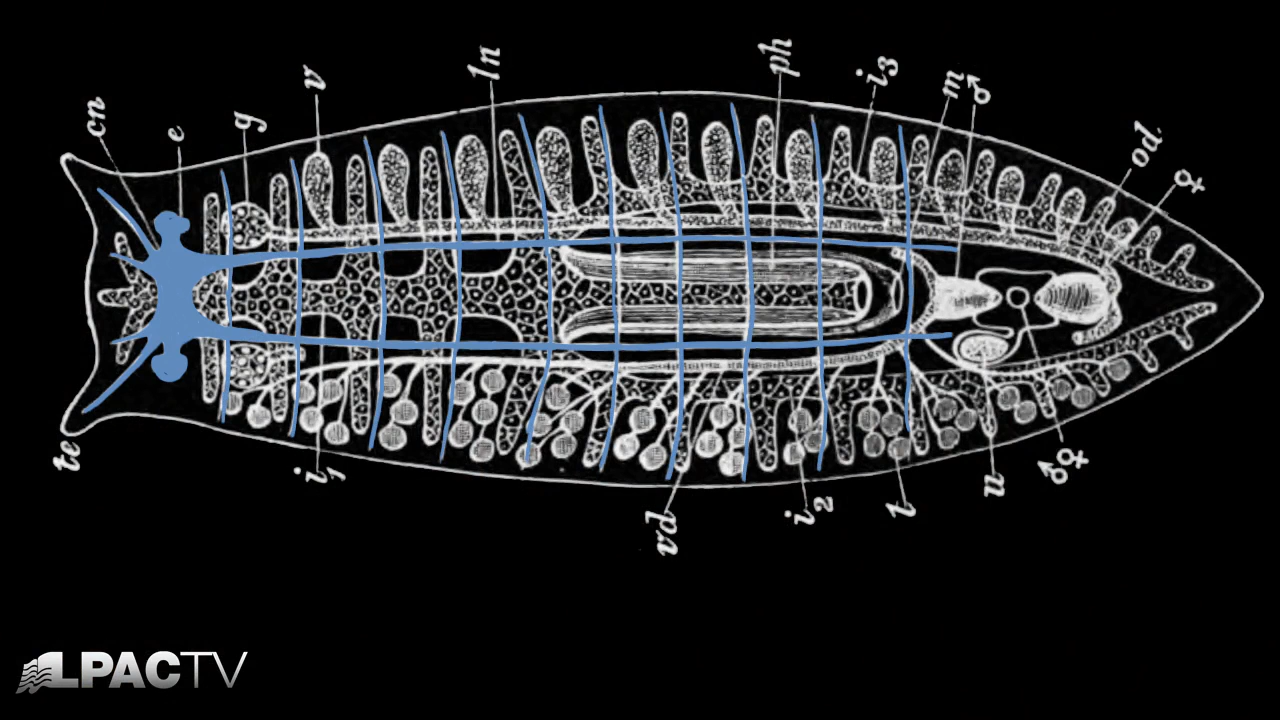 cn
e
g
v
ln
ph
i3
m
♂
od
♀
te
i1
vd
i2
t
u
♂♀
LPACTV